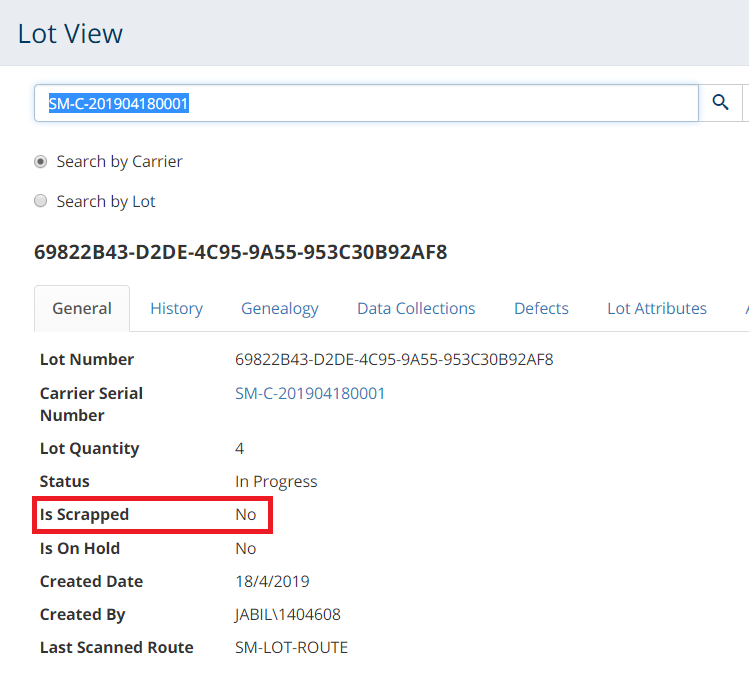 Lot View
SM-C-201904180001
Search by Carrier
Search by Lot
69822B43-D2DE-4C95-9A55-953C30B92AF8
General History Genealogy Data Collections Defects Lot Attributes
Lot Number 69822B43-D2DE-4C95-9A55-953C30B92AF8
Carrier Serial SM-C-201904180001
Number
Lot Quantity 4
Status In Progress
Is Scrapped No
Is On Hold No
Created Date 18/4/2019
Created By JABIL\1404608
Last Scanned Route SM-LOT-ROUTE